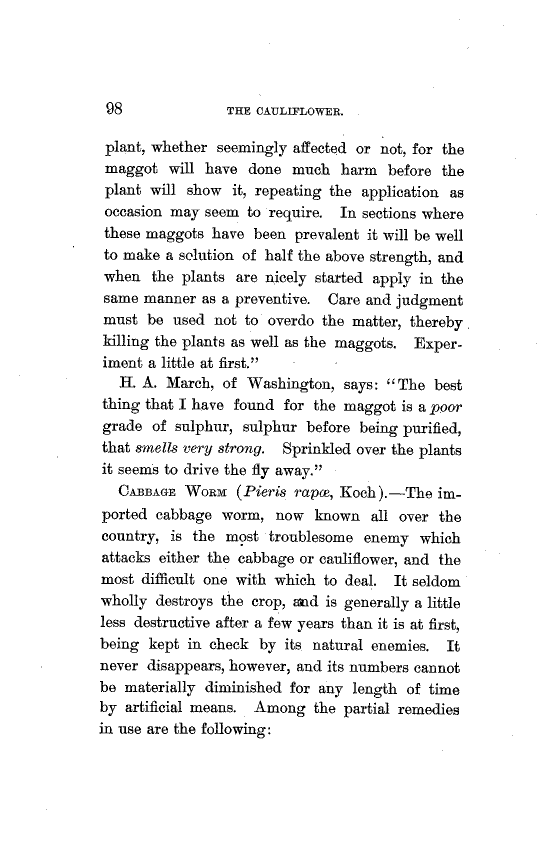 98 THE CAULIFLOWER.
plant, whether seemingly affected or not, for the
maggot will have done much harm before the
plant will show it, repeating the application as
occasion may seem to require. In sections where
these maggots have been prevalent it will be well
to make a solution of half the above strength, and
when the plants are nicely started apply in the
same manner as a preventive. Care and judgment
must be used not to overdo the matter, thereby
killing the plants as well as the maggots. Exper-
iment a little at first.”
H. A. March, of Washington, says: “The best
thing that I have found for the maggot is a poor
grade of sulphur, sulphur before being purified,
that smells very strong. Sprinkled over the plants
it seems to drive the fly away.”
CABBAGE WORM (Pieris rapæ, Koch).—The im-
ported cabbage worm, now known all over the
country, is the most troublesome enemy which
attacks either the cabbage or cauliflower, and the
most difficult one with which to deal. It seldom
wholly destroys the crop, and is generally a little
less destructive after a few years than it is at first,
being kept in check by its natural enemies. It
never disappears, however, and its numbers cannot
be materially diminished for any length of time
by artificial means. Among the partial remedies
in use are the following: